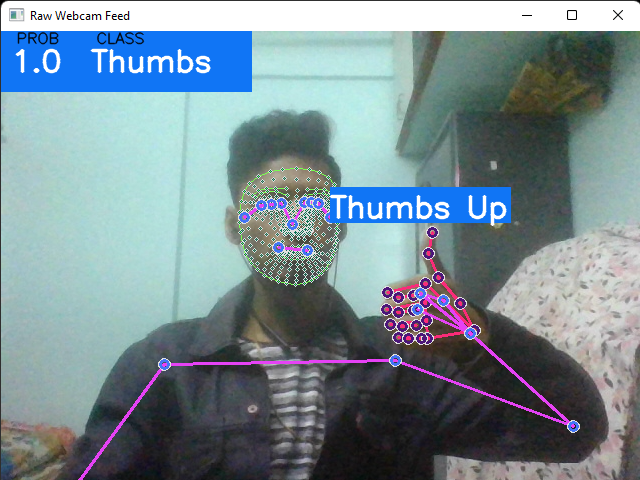 Raw Webcam Feed
PROB CLASS
1.0 Thumbs
Thumbs Up